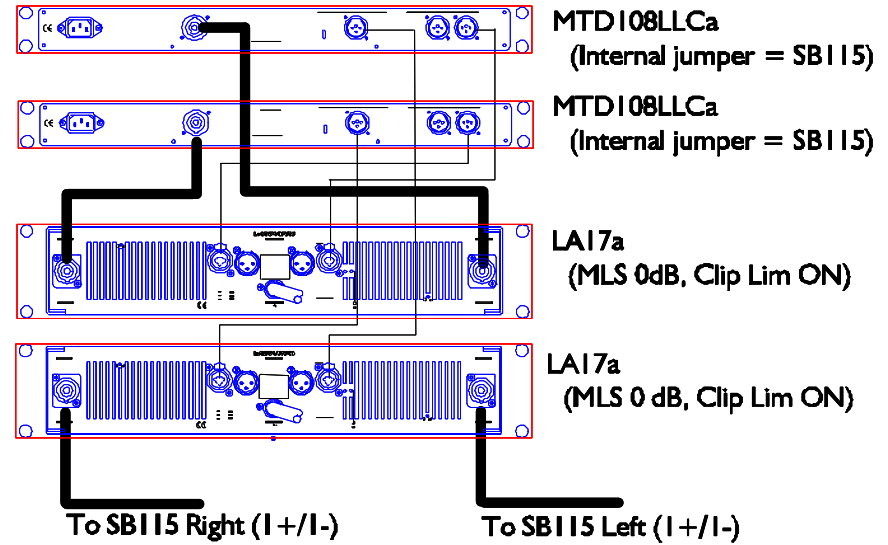 MTD108LLCa
(Internal jumper = SB115)
MTD108LLCa
(Internal jumper = SB115)
LA17a
(MLS 0dB, Clip Lim ON)
LA17a
(MLS 0 dB, Clip Lim ON)
To SB115 Right (1+/1-)
To SB115 Left (1+/1-)